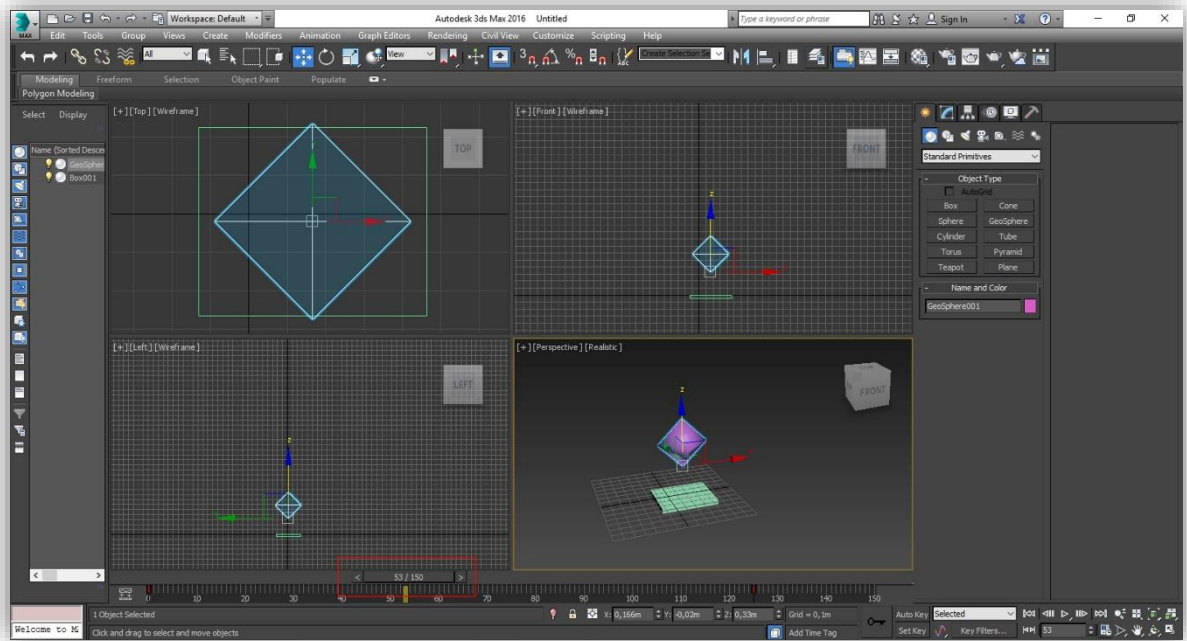 Workspace: Default
Autodesk 3ds Max 2016 Untitled
Type a keyword or phrase
Sign In
MAX
Edit Tools Group Views Create Modifiers Animation Graph Editors Rendering Civil View Customize Scripting Help
All
View
Create Selection Se
Modeling Freeform Selection Object Paint Populate
Polygon Modeling
Select Display
Name (Sorted Descen
GeoSpher
Box001
[+][Top][Wireframe]
TOP
[+][Front][Wireframe]
FRONT
z
[+][Left][Wireframe]
LEFT
z
[+][Perspective][Realistic]
FRONT
z
Standard Primitives
- Object Type
AutoGrid
Box Cone
Sphere GeoSphere
Cylinder Tube
Torus Pyramid
Teapot Plane
- Name and Color
GeoSphere001
< 53 / 150 >
0 10 20 30 40 50 60 70 80 90 100 110 120 130 140 150
1 Object Selected
X: 0,166m Y: -0,02m Z: 0,33m Grid = 0,1m
Auto Key Selected
Welcome to M
Click and drag to select and move objects
Add Time Tag
Set Key Key Filters... 53